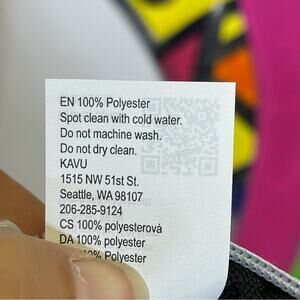 EN 100% Polyester
Spot clean with cold water.
Do not machine wash.
Do not dry clean.
KAVU
1515 NW 51st St.
Seattle, WA 98107
206-285-9124
CS 100% polyesterová
DA 100% polyester
% Polyester